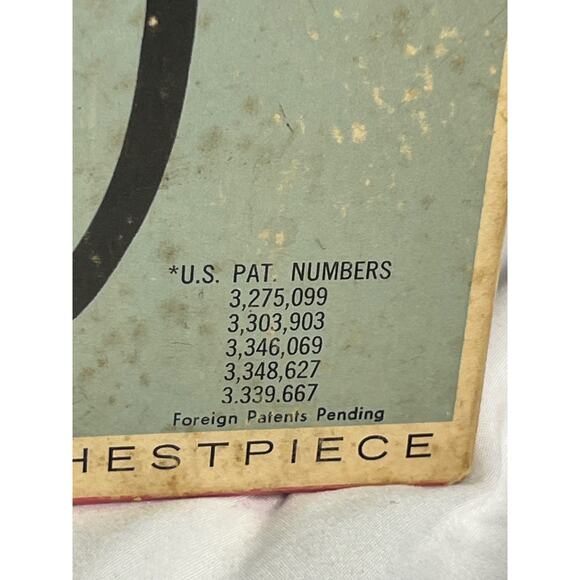 *U.S. PAT. NUMBERS
3,275,099
3,303,903
3,346,069
3,348,627
3.339.667
Foreign Patents Pending
HESTPIECE